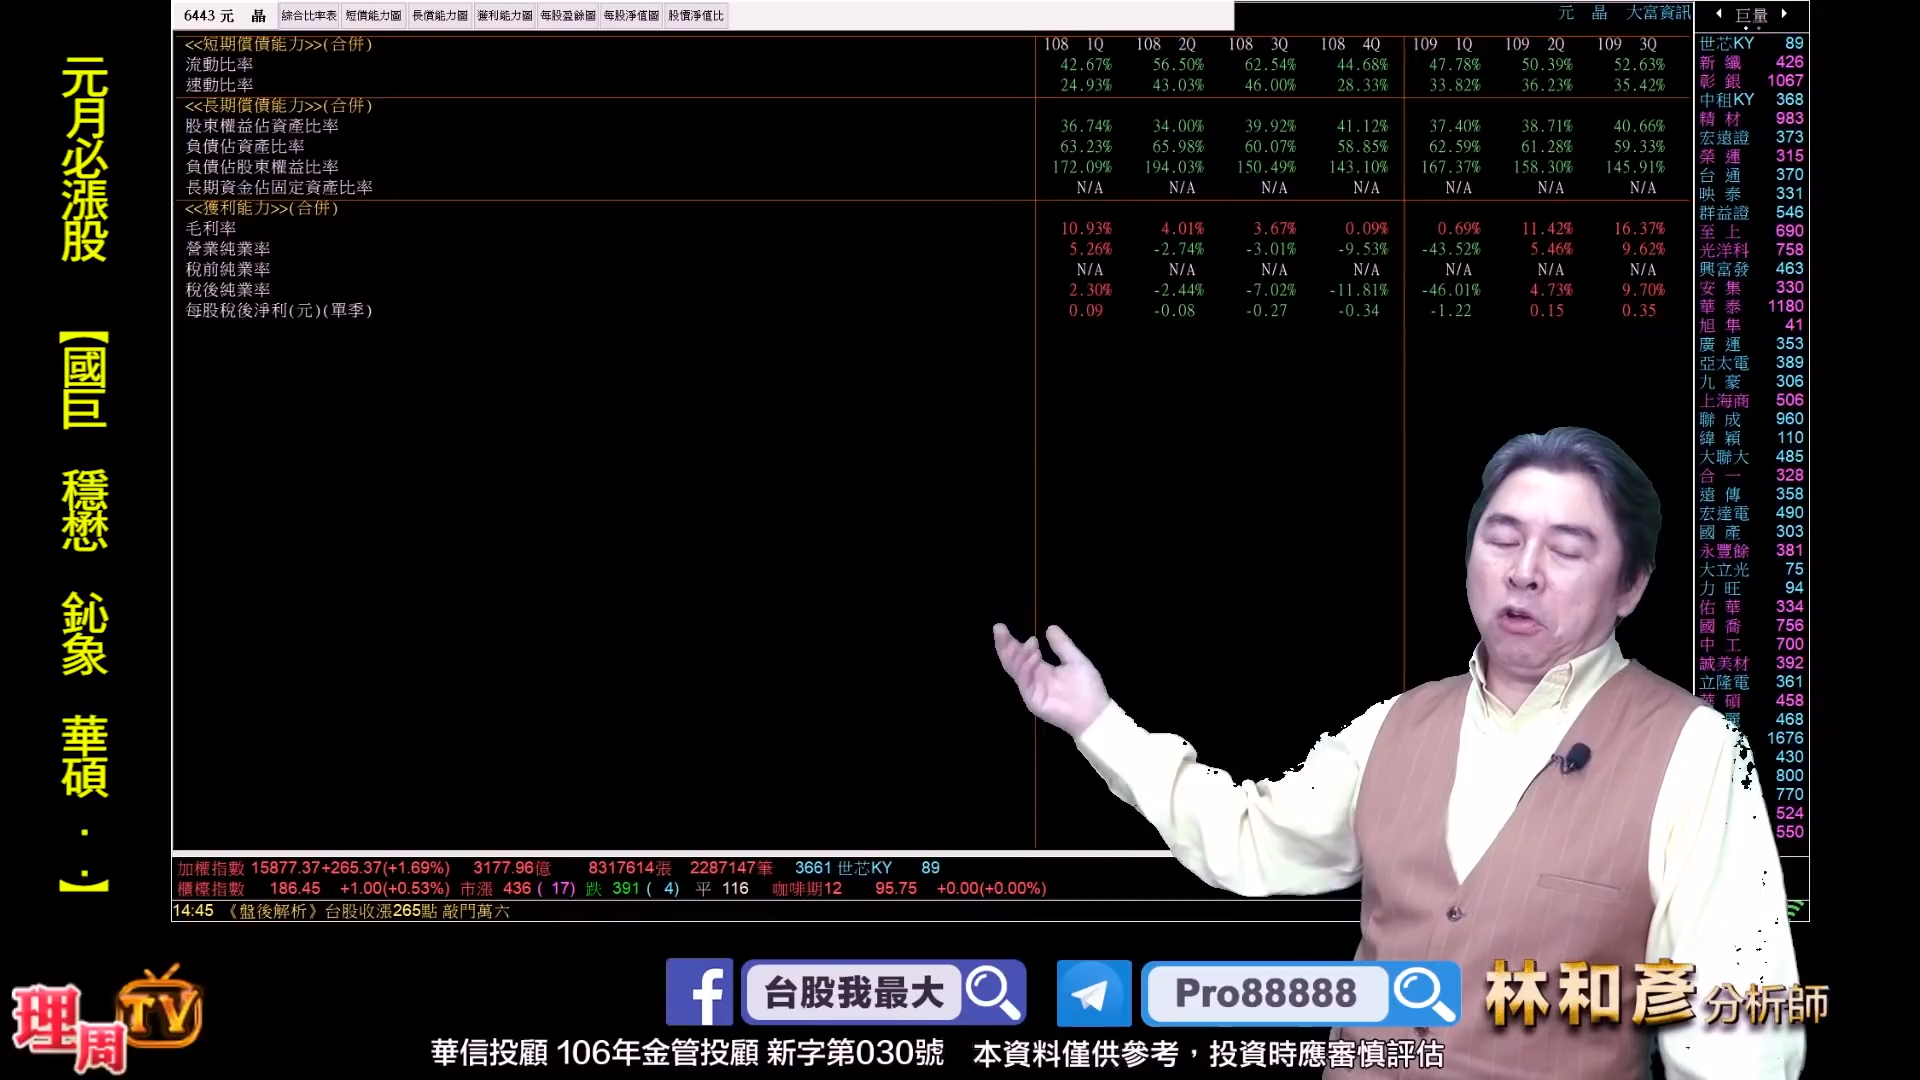 元月必漲股 【國巨 穩懋 鈊象 華碩..】
6443 元 晶 綜合比率表 短償能力圖 長償能力圖 獲利能力圖 每股盈餘圖 每股淨值圖 股價淨值比
元 晶 大富資訊
<<短期償債能力>>(合併) 108 1Q 108 2Q 108 3Q 108 4Q 109 1Q 109 2Q 109 3Q
流動比率 42.67% 56.50% 62.54% 44.68% 47.78% 50.39% 52.63%
速動比率 24.93% 43.03% 46.00% 28.33% 33.82% 36.23% 35.42%
<<長期償債能力>>(合併)
股東權益佔資產比率 36.74% 34.00% 39.92% 41.12% 37.40% 38.71% 40.66%
負債佔資產比率 63.23% 65.98% 60.07% 58.85% 62.59% 61.28% 59.33%
負債佔股東權益比率 172.09% 194.03% 150.49% 143.10% 167.37% 158.30% 145.91%
長期資金佔固定資產比率 N/A N/A N/A N/A N/A N/A N/A
<<獲利能力>>(合併)
毛利率 10.93% 4.01% 3.67% 0.09% 0.69% 11.42% 16.37%
營業純業率 5.26% -2.74% -3.01% -9.53% -43.52% 5.46% 9.62%
稅前純業率 N/A N/A N/A N/A N/A N/A N/A
稅後純業率 2.30% -2.44% -7.02% -11.81% -46.01% 4.73% 9.70%
每股稅後淨利(元)(單季) 0.09 -0.08 -0.27 -0.34 -1.22 0.15 0.35
巨量
世芯KY 89
新 纖 426
彰 銀 1067
中租KY 368
精 材 983
宏遠證 373
榮 運 315
台 通 370
映 泰 331
群益證 546
至 上 690
光洋科 758
興富發 463
安 集 330
華 泰 1180
旭 隼 41
廣 運 353
亞太電 389
九 豪 306
上海商 506
聯 成 960
緯 穎 110
大聯大 485
合 一 328
遠 傳 358
宏達電 490
國 產 303
永豐餘 381
大立光 75
力 旺 94
佑 華 334
國 喬 756
中 工 700
誠美材 392
立隆電 361
華 碩 458
麗 468
1676
430
800
770
524
550
加權指數 15877.37+265.37(+1.69%) 3177.96億 8317614張 2287147筆 3661 世芯KY 89
櫃檯指數 186.45 +1.00(+0.53%) 市漲 436 ( 17) 跌 391 ( 4) 平 116 咖啡期12 95.75 +0.00(+0.00%)
14:45 《盤後解析》台股收漲265點 敲門萬六
理周TV
f 台股我最大 Pro88888
林和彥分析師
華信投顧 106年金管投顧 新字第030號 本資料僅供參考，投資時應審慎評估